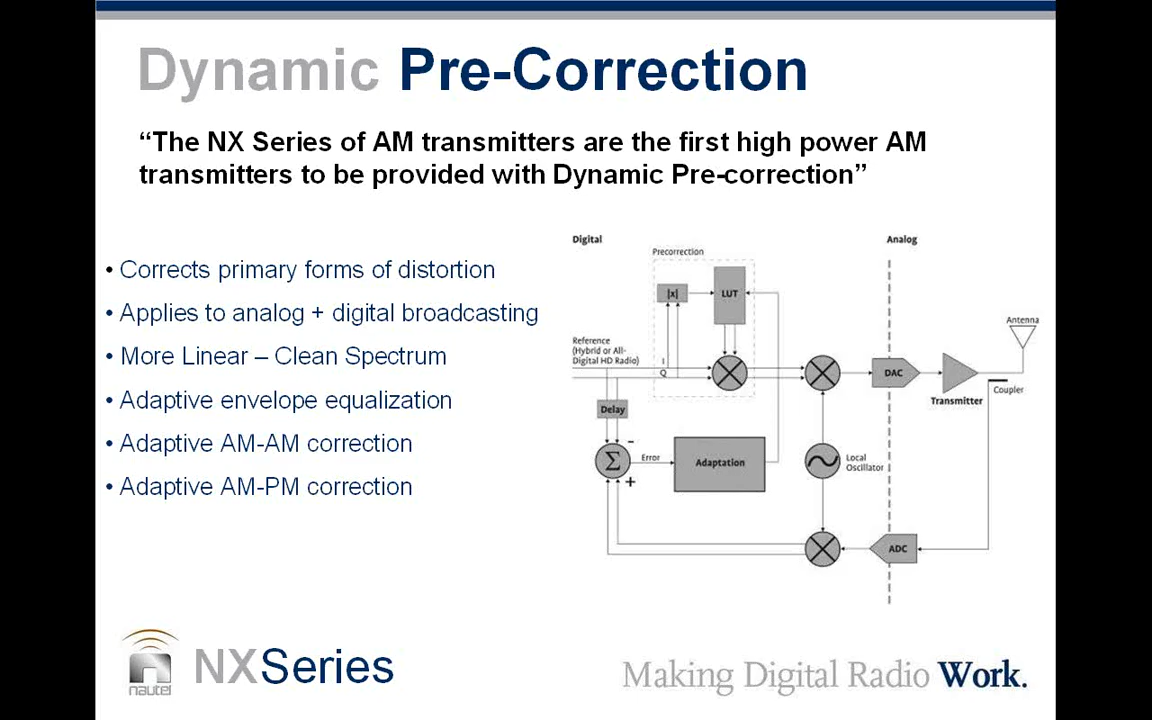 Dynamic Pre-Correction
“The NX Series of AM transmitters are the first high power AM
transmitters to be provided with Dynamic Pre-correction”
• Corrects primary forms of distortion
• Applies to analog + digital broadcasting
• More Linear – Clean Spectrum
• Adaptive envelope equalization
• Adaptive AM-AM correction
• Adaptive AM-PM correction
Digital
Analog
Precorrection
|x|
LUT
Antenna
Reference
(Hybrid or All-
Digital HD Radio)
I
Q
DAC
Transmitter
Coupler
Delay
-
Σ
+
Error
Adaptation
Local
Oscillator
ADC
nautel
NXSeries
Making Digital Radio Work.